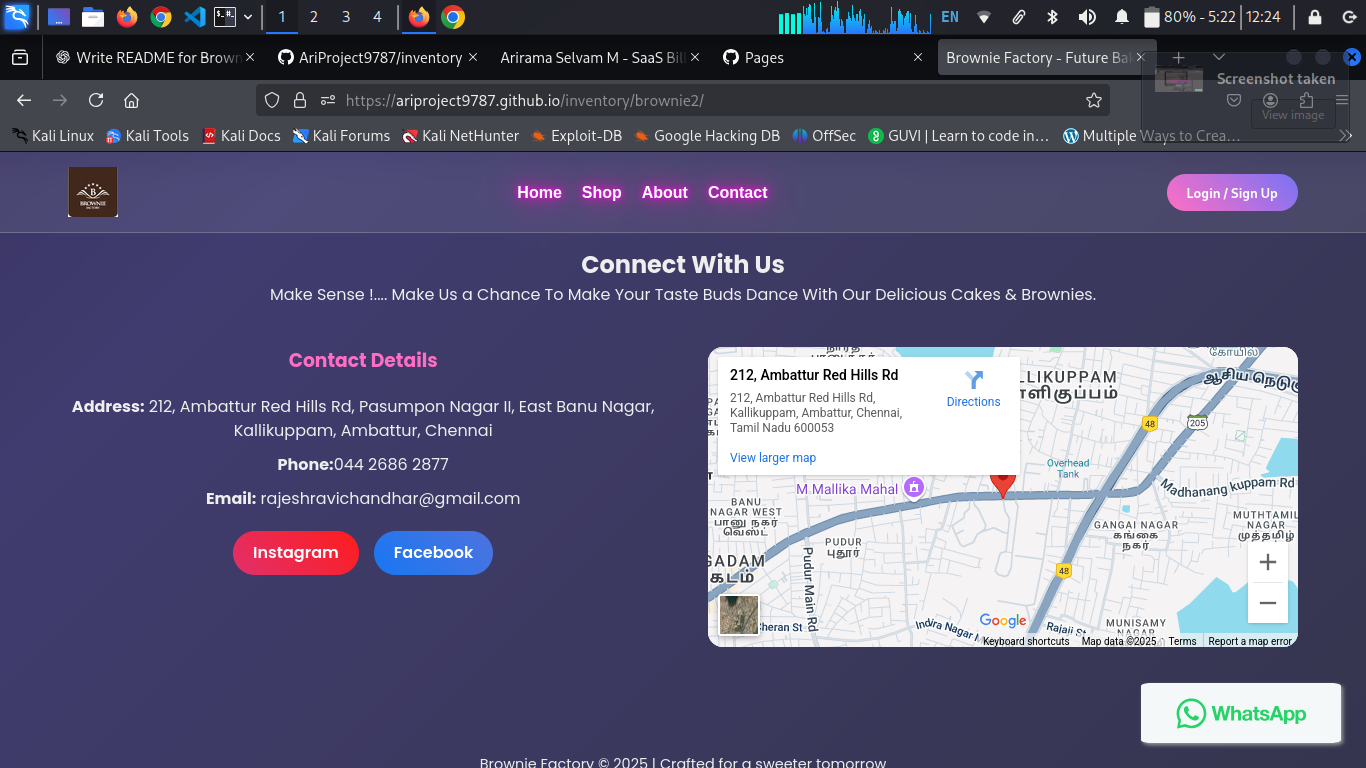 1 2 3 4 EN 80% - 5:22 12:24
Write README for Brown
AriProject9787/inventory
Arirama Selvam M - SaaS Bil
Pages
Brownie Factory - Future Ba
Screenshot taken
View image
https://ariproject9787.github.io/inventory/brownie2/
Kali Linux Kali Tools Kali Docs Kali Forums Kali NetHunter Exploit-DB Google Hacking DB OffSec GUVI | Learn to code in… Multiple Ways to Crea…
BROWNIE
FACTORY
Home Shop About Contact
Login / Sign Up
Connect With Us
Make Sense !.... Make Us a Chance To Make Your Taste Buds Dance With Our Delicious Cakes & Brownies.
Contact Details
Address: 212, Ambattur Red Hills Rd, Pasumpon Nagar II, East Banu Nagar,
Kallikuppam, Ambattur, Chennai
Phone:044 2686 2877
Email: rajeshravichandhar@gmail.com
Instagram Facebook
212, Ambattur Red Hills Rd
212, Ambattur Red Hills Rd,
Kallikuppam, Ambattur, Chennai,
Tamil Nadu 600053
Directions
View larger map
கோயில்
LLIKUPPAM
ளிகுப்பம்
ஆசிய நெடு
205
48
Overhead
Tank
M Mallika Mahal
Madhanang kuppam Rd
BANU
NAGAR WEST
பானு நகர்
வெஸ்ட்
PUDUR
புதூர்
GANGAI NAGAR
கங்கை
நகர்
MUTHTAMIL
NAGAR
முத்தமிழ்
GADAM
கடம்
Pudur Main Rd
48
Cheran St
Indira Nagar
Rajaji St
MUNISAMY
NAGAR
Google
Keyboard shortcuts Map data ©2025 Terms Report a map error
WhatsApp
Brownie Factory © 2025 | Crafted for a sweeter tomorrow